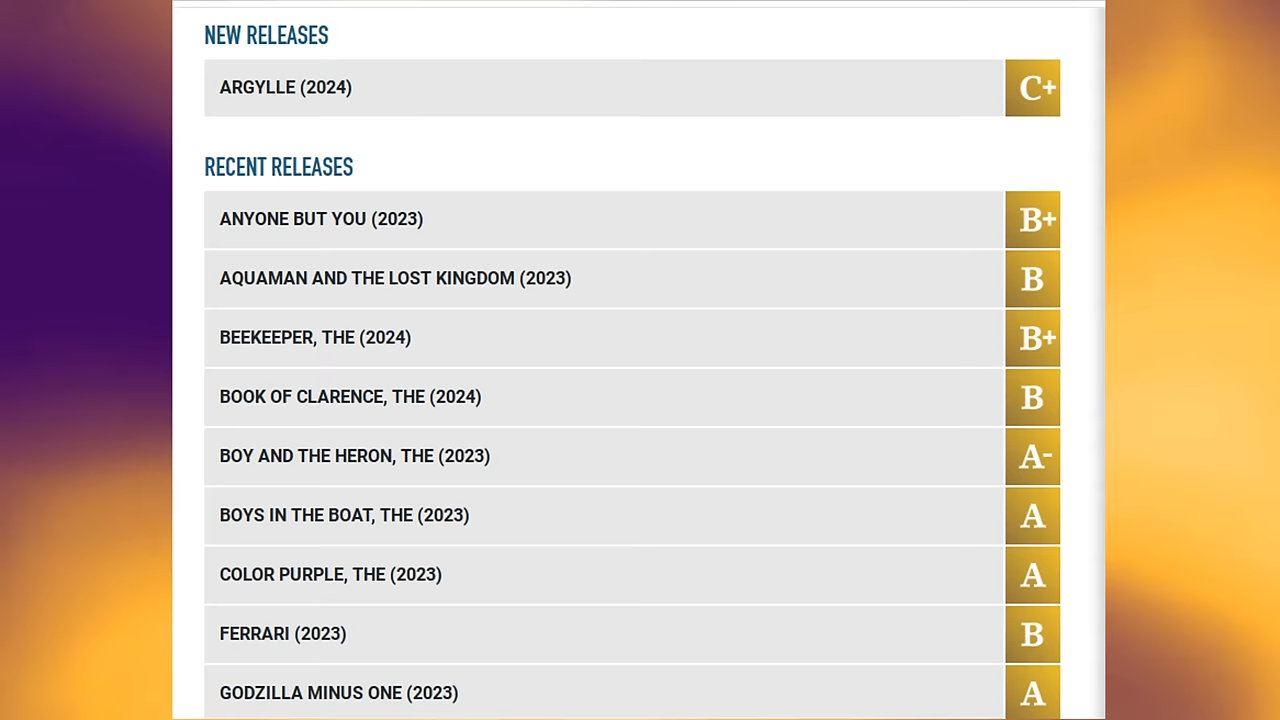 NEW RELEASES
ARGYLLE (2024) C+
RECENT RELEASES
ANYONE BUT YOU (2023) B+
AQUAMAN AND THE LOST KINGDOM (2023) B
BEEKEEPER, THE (2024) B+
BOOK OF CLARENCE, THE (2024) B
BOY AND THE HERON, THE (2023) A-
BOYS IN THE BOAT, THE (2023) A
COLOR PURPLE, THE (2023) A
FERRARI (2023) B
GODZILLA MINUS ONE (2023) A